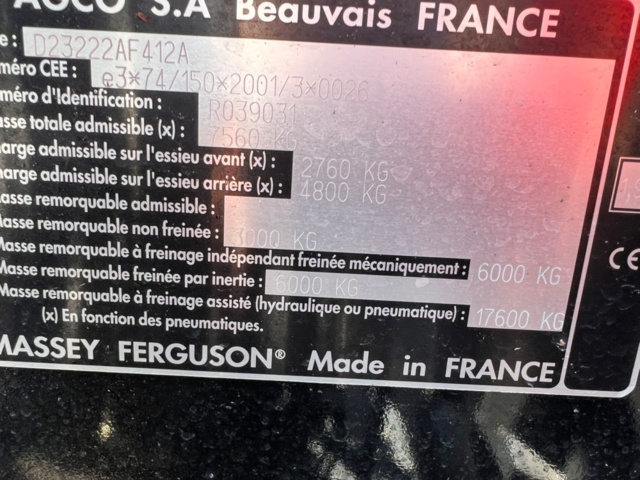 AGCO S.A Beauvais FRANCE
e : D23222AF412A
méro CEE : e3*74/150*2001/3*0026
méro d'Identification : R039031
asse totale admissible (x) : 7560 KG
harge admissible sur l'essieu avant (x) : 2760 KG
harge admissible sur l'essieu arrière (x) : 4800 KG
asse remorquable admissible :
Masse remorquable non freinée : 3000 KG
Masse remorquable à freinage indépendant freinée mécaniquement : 6000 KG
Masse remorquable freinée par inertie : 6000 KG
Masse remorquable à freinage assisté (hydraulique ou pneumatique) : 17600 KG
(x) En fonction des pneumatiques.
MASSEY FERGUSON® Made in FRANCE
CE